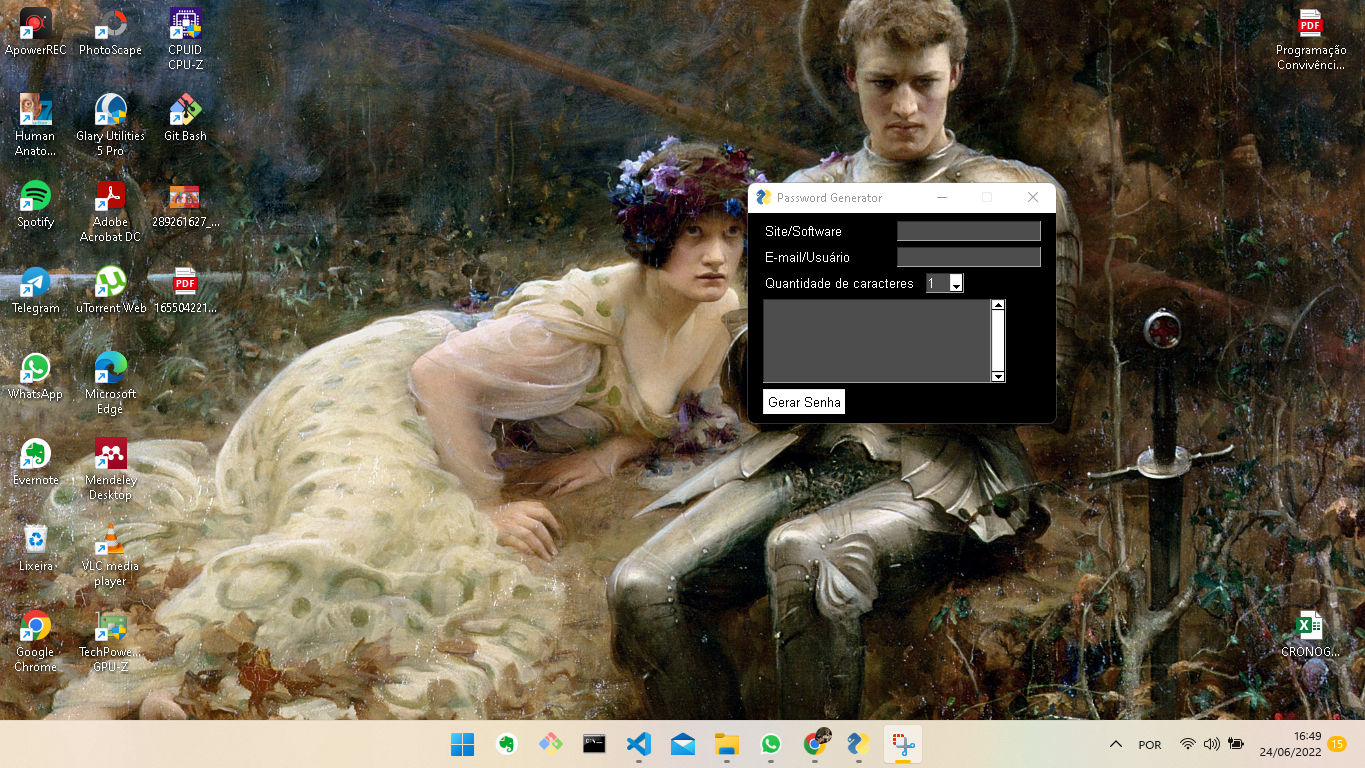 ApowerREC
PhotoScape
CPUID
CPU-Z
Human
Anato...
Glary Utilities
5 Pro
Git Bash
Spotify
Adobe
Acrobat DC
289261627_...
Telegram
uTorrent Web
PDF
165504221...
WhatsApp
Microsoft
Edge
Evernote
Mendeley
Desktop
Lixeira
VLC media
player
Google
Chrome
TechPowe...
GPU-Z
PDF
Programação
Convivênci...
Password Generator
Site/Software
E-mail/Usuário
Quantidade de caracteres
1
Gerar Senha
CRONOG...
POR
16:49
24/06/2022
15